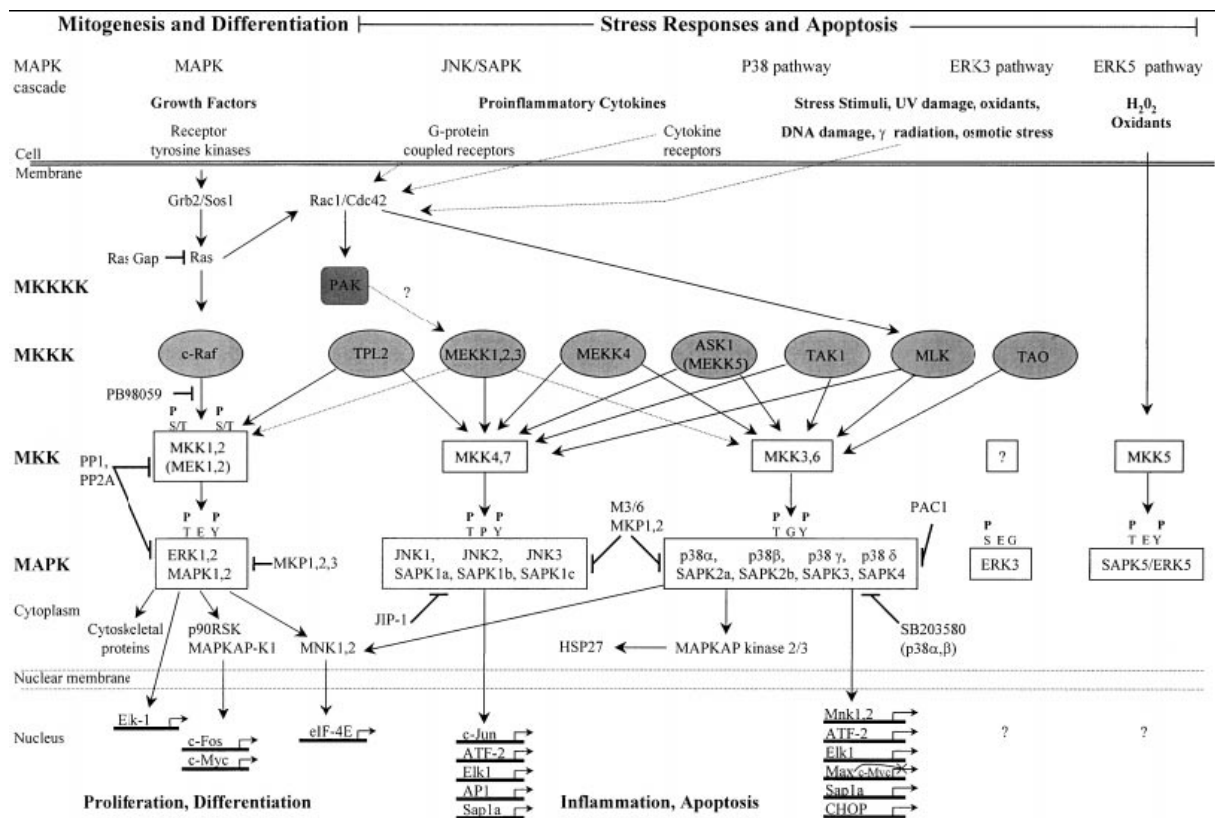 Mitogenesis and Differentiation Stress Responses and Apoptosis
MAPK cascade MAPK JNK/SAPK P38 pathway ERK3 pathway ERK5 pathway
Growth Factors Proinflammatory Cytokines Stress Stimuli, UV damage, oxidants, H₂0₂
DNA damage, γ radiation, osmotic stress Oxidants
Receptor tyrosine kinases G-protein coupled receptors Cytokine receptors
Cell Membrane
Grb2/Sos1 Rac1/Cdc42
Ras Gap Ras
MKKKK PAK ?
MKKK c-Raf TPL2 MEKK1,2,3 MEKK4 ASK1 (MEKK5) TAK1 MLK TAO
PB98059
P P
S/T S/T
MKK MKK1,2 (MEK1,2) MKK4,7 MKK3,6 ? MKK5
PP1, PP2A
P P P P P P P P P
T E Y T P Y T G Y S E G T E Y
M3/6 MKP1,2 PAC1
MAPK ERK1,2 MAPK1,2 MKP1,2,3
JNK1, JNK2, JNK3
SAPK1a, SAPK1b, SAPK1c
p38α, p38β, p38 γ, p38 δ
SAPK2a, SAPK2b, SAPK3, SAPK4
ERK3 SAPK5/ERK5
Cytoplasm
JIP-1
Cytoskeletal proteins p90RSK MAPKAP-K1 MNK1,2 HSP27 MAPKAP kinase 2/3 SB203580 (p38α,β)
Nuclear membrane
Nucleus
Elk-1
c-Fos
c-Myc
eIF-4E
c-Jun
ATF-2
Elk1
AP1
Sap1a
Mnk1,2
ATF-2
Elk1
Max c-Myc
Sap1a
CHOP
? ?
Proliferation, Differentiation Inflammation, Apoptosis